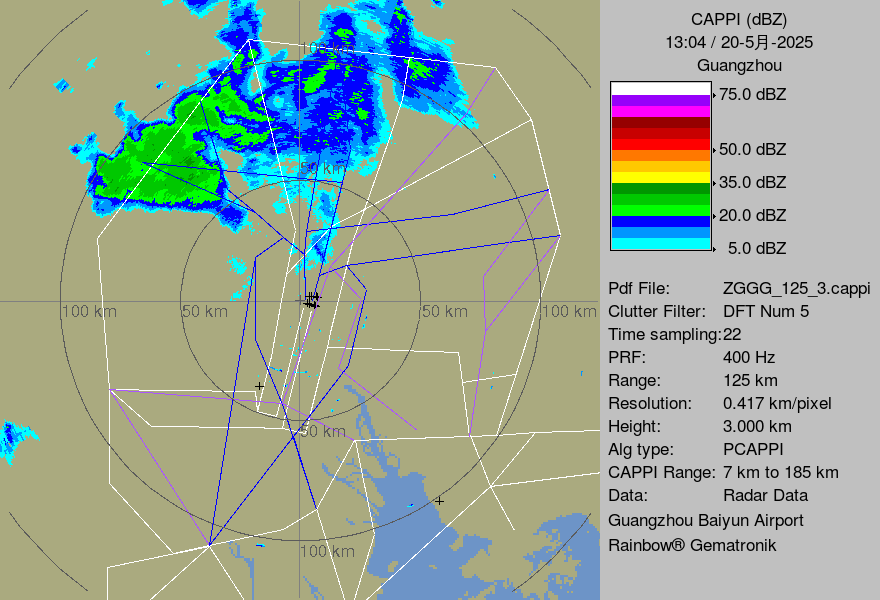 CAPPI (dBZ)
13:04 / 20-5月-2025
Guangzhou
75.0 dBZ
50.0 dBZ
35.0 dBZ
20.0 dBZ
5.0 dBZ
Pdf File: ZGGG_125_3.cappi
Clutter Filter: DFT Num 5
Time sampling:22
PRF: 400 Hz
Range: 125 km
Resolution: 0.417 km/pixel
Height: 3.000 km
Alg type: PCAPPI
CAPPI Range: 7 km to 185 km
Data: Radar Data
Guangzhou Baiyun Airport
Rainbow® Gematronik
100 km
50 km
100 km
50 km
50 km
100 km
50 km
100 km